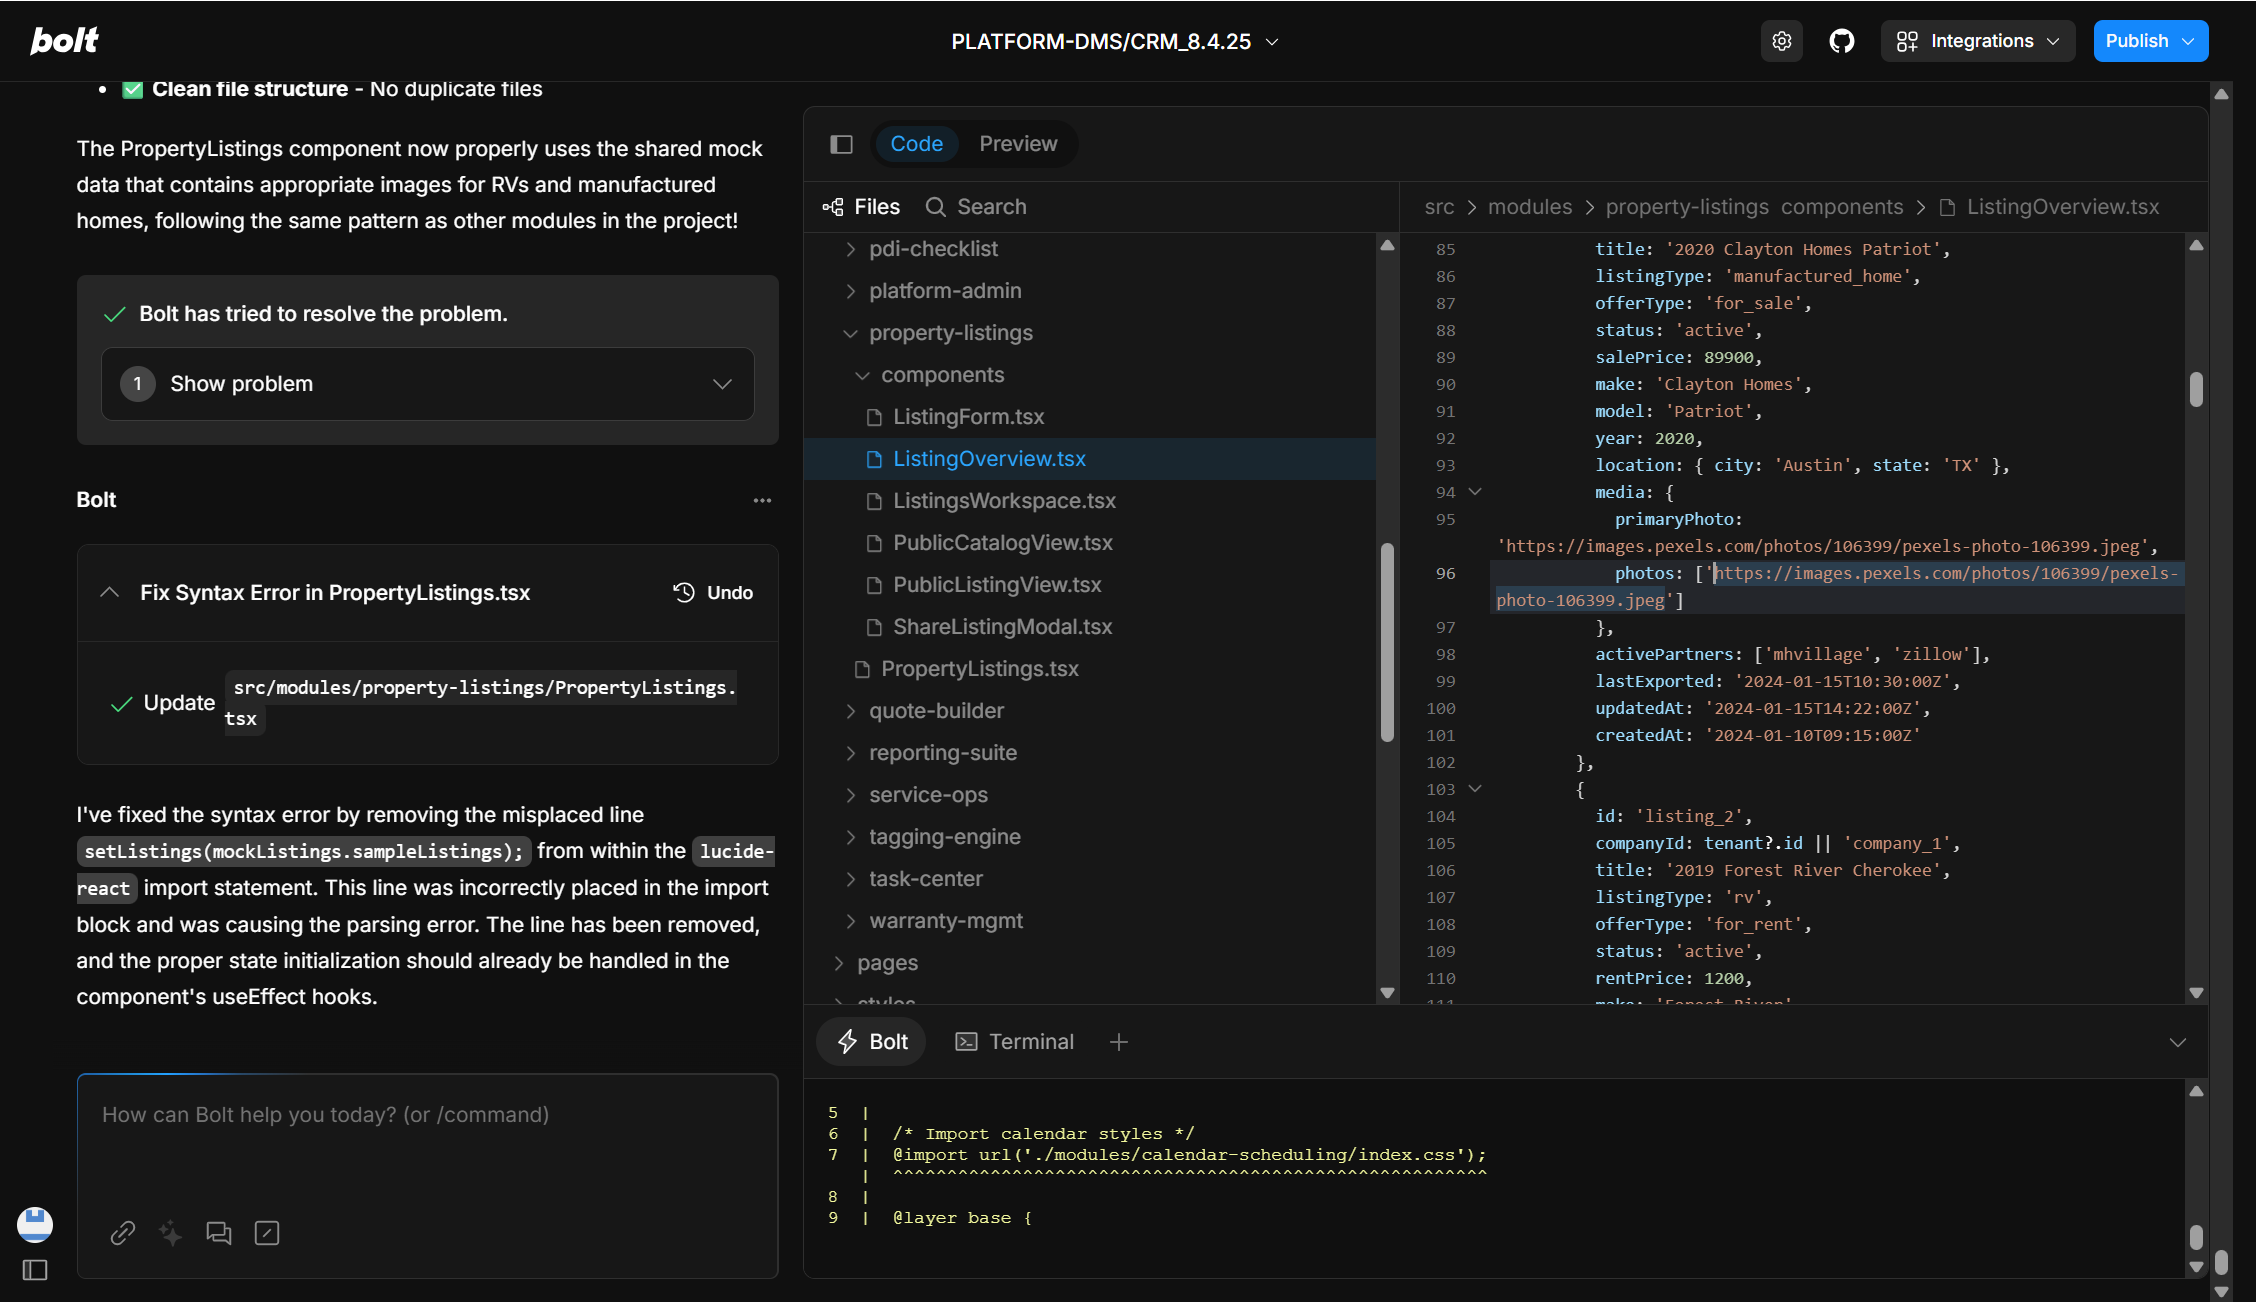 bolt
PLATFORM-DMS/CRM_8.4.25
Integrations
Publish
• ✅ Clean file structure - No duplicate files
The PropertyListings component now properly uses the shared mock
data that contains appropriate images for RVs and manufactured
homes, following the same pattern as other modules in the project!
Bolt has tried to resolve the problem.
1 Show problem
Bolt
Fix Syntax Error in PropertyListings.tsx
Undo
Update src/modules/property-listings/PropertyListings.
tsx
I've fixed the syntax error by removing the misplaced line
setListings(mockListings.sampleListings); from within the lucide-
react import statement. This line was incorrectly placed in the import
block and was causing the parsing error. The line has been removed,
and the proper state initialization should already be handled in the
component's useEffect hooks.
How can Bolt help you today? (or /command)
Code
Preview
Files
Search
pdi-checklist
platform-admin
property-listings
components
ListingForm.tsx
ListingOverview.tsx
ListingsWorkspace.tsx
PublicCatalogView.tsx
PublicListingView.tsx
ShareListingModal.tsx
PropertyListings.tsx
quote-builder
reporting-suite
service-ops
tagging-engine
task-center
warranty-mgmt
pages
styles
src > modules > property-listings components > ListingOverview.tsx
85 title: '2020 Clayton Homes Patriot',
86 listingType: 'manufactured_home',
87 offerType: 'for_sale',
88 status: 'active',
89 salePrice: 89900,
90 make: 'Clayton Homes',
91 model: 'Patriot',
92 year: 2020,
93 location: { city: 'Austin', state: 'TX' },
94 media: {
95 primaryPhoto:
'https://images.pexels.com/photos/106399/pexels-photo-106399.jpeg',
96 photos: ['https://images.pexels.com/photos/106399/pexels-
photo-106399.jpeg']
97 },
98 activePartners: ['mhvillage', 'zillow'],
99 lastExported: '2024-01-15T10:30:00Z',
100 updatedAt: '2024-01-15T14:22:00Z',
101 createdAt: '2024-01-10T09:15:00Z'
102 },
103 {
104 id: 'listing_2',
105 companyId: tenant?.id || 'company_1',
106 title: '2019 Forest River Cherokee',
107 listingType: 'rv',
108 offerType: 'for_rent',
109 status: 'active',
110 rentPrice: 1200,
111 make: 'Forest River'
Bolt
Terminal
5 |
6 | /* Import calendar styles */
7 | @import url('./modules/calendar-scheduling/index.css');
| ^^^^^^^^^^^^^^^^^^^^^^^^^^^^^^^^^^^^^^^^^^^^^^^^^^^^^^^
8 |
9 | @layer base {